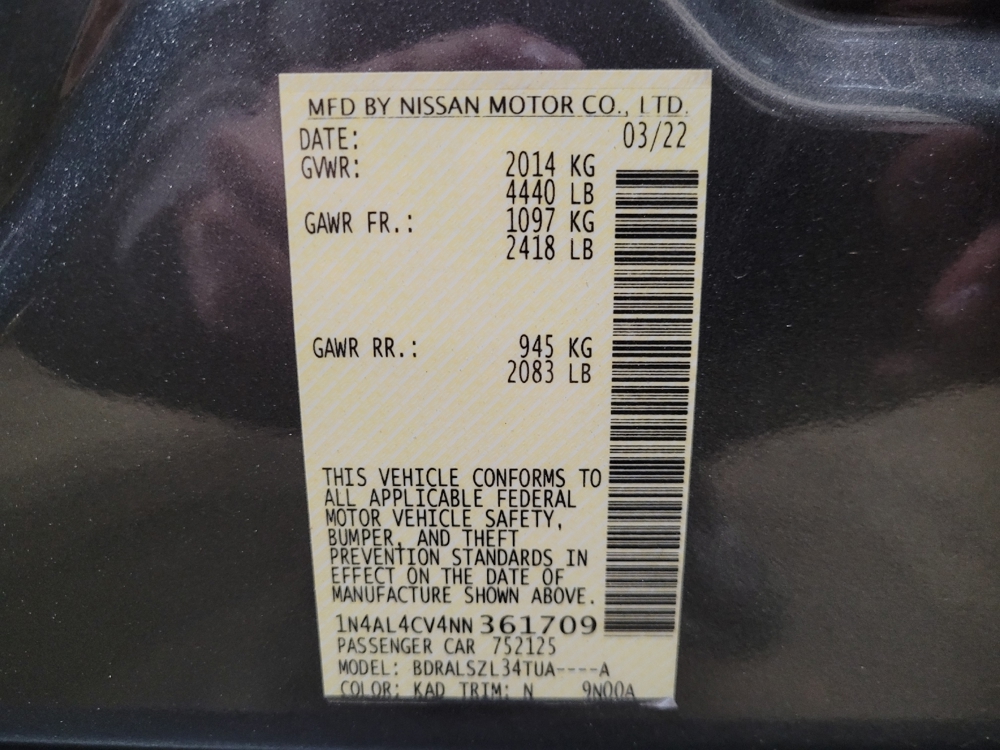 MFD BY NISSAN MOTOR CO., LTD.
DATE: 03/22
GVWR: 2014 KG
4440 LB
GAWR FR.: 1097 KG
2418 LB
GAWR RR.: 945 KG
2083 LB
THIS VEHICLE CONFORMS TO
ALL APPLICABLE FEDERAL
MOTOR VEHICLE SAFETY,
BUMPER, AND THEFT
PREVENTION STANDARDS IN
EFFECT ON THE DATE OF
MANUFACTURE SHOWN ABOVE.
1N4AL4CV4NN361709
PASSENGER CAR 752125
MODEL: BDRALSZL34TUA----A
COLOR: KAD TRIM: N 9N00A